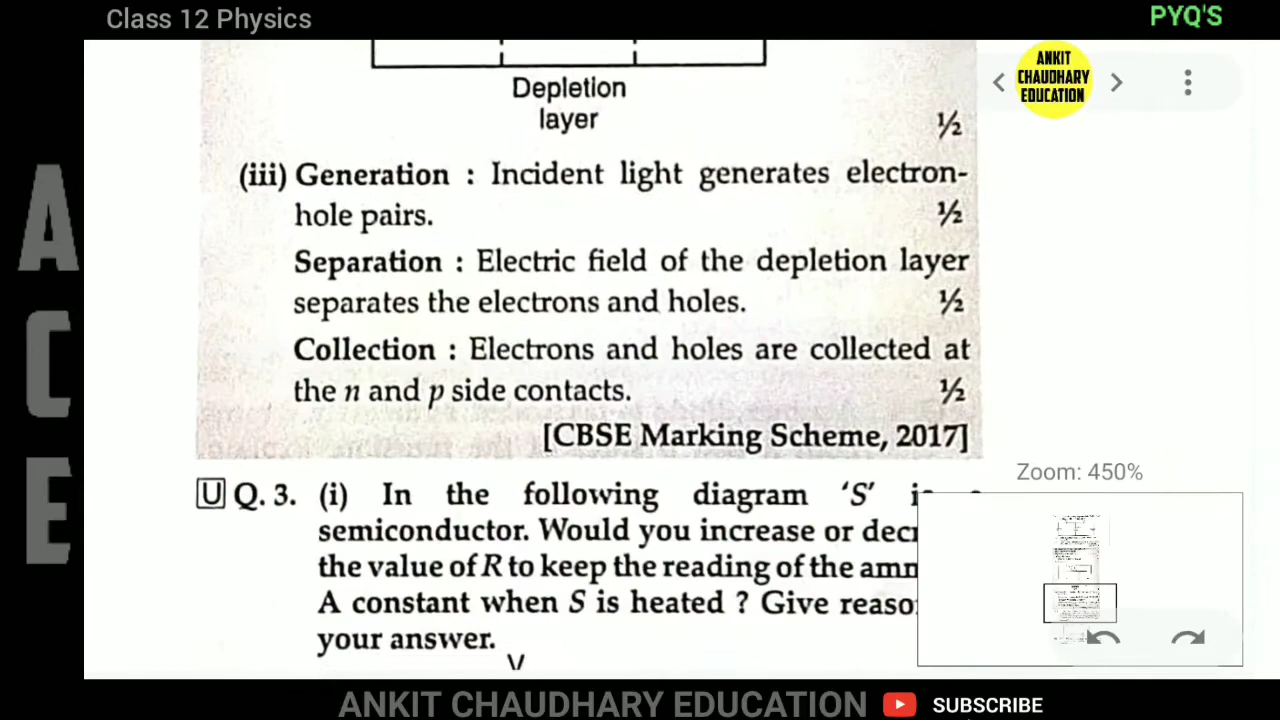 Class 12 Physics
PYQ'S
ANKIT
CHAUDHARY
EDUCATION
Depletion
layer
½
(iii) Generation : Incident light generates electron-
hole pairs. ½
Separation : Electric field of the depletion layer
separates the electrons and holes. ½
Collection : Electrons and holes are collected at
the n and p side contacts. ½
[CBSE Marking Scheme, 2017]
Zoom: 450%
U Q. 3. (i) In the following diagram 'S'
semiconductor. Would you increase or
the value of R to keep the reading of the
A constant when S is heated ? Give
your answer.
V
A
C
E
ANKIT CHAUDHARY EDUCATION SUBSCRIBE